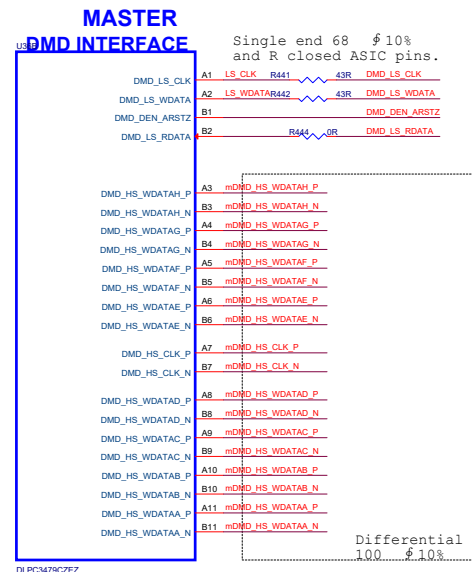 MASTER
DMD INTERFACE
Single end 68 ∮10%
and R closed ASIC pins.
DMD_LS_CLK A1 LS_CLK R441 43R DMD_LS_CLK
DMD_LS_WDATA A2 LS_WDATA R442 43R DMD_LS_WDATA
DMD_DEN_ARSTZ B1 DMD_DEN_ARSTZ
DMD_LS_RDATA B2 R444 0R DMD_LS_RDATA
DMD_HS_WDATAH_P A3 mDMD_HS_WDATAH_P
DMD_HS_WDATAH_N B3 mDMD_HS_WDATAH_N
DMD_HS_WDATAG_P A4 mDMD_HS_WDATAG_P
DMD_HS_WDATAG_N B4 mDMD_HS_WDATAG_N
DMD_HS_WDATAF_P A5 mDMD_HS_WDATAF_P
DMD_HS_WDATAF_N B5 mDMD_HS_WDATAF_N
DMD_HS_WDATAE_P A6 mDMD_HS_WDATAE_P
DMD_HS_WDATAE_N B6 mDMD_HS_WDATAE_N
DMD_HS_CLK_P A7 mDMD_HS_CLK_P
DMD_HS_CLK_N B7 mDMD_HS_CLK_N
DMD_HS_WDATAD_P A8 mDMD_HS_WDATAD_P
DMD_HS_WDATAD_N B8 mDMD_HS_WDATAD_N
DMD_HS_WDATAC_P A9 mDMD_HS_WDATAC_P
DMD_HS_WDATAC_N B9 mDMD_HS_WDATAC_N
DMD_HS_WDATAB_P A10 mDMD_HS_WDATAB_P
DMD_HS_WDATAB_N B10 mDMD_HS_WDATAB_N
DMD_HS_WDATAA_P A11 mDMD_HS_WDATAA_P
DMD_HS_WDATAA_N B11 mDMD_HS_WDATAA_N
Differential
100 ∮10%
DLPC3479CZEZ